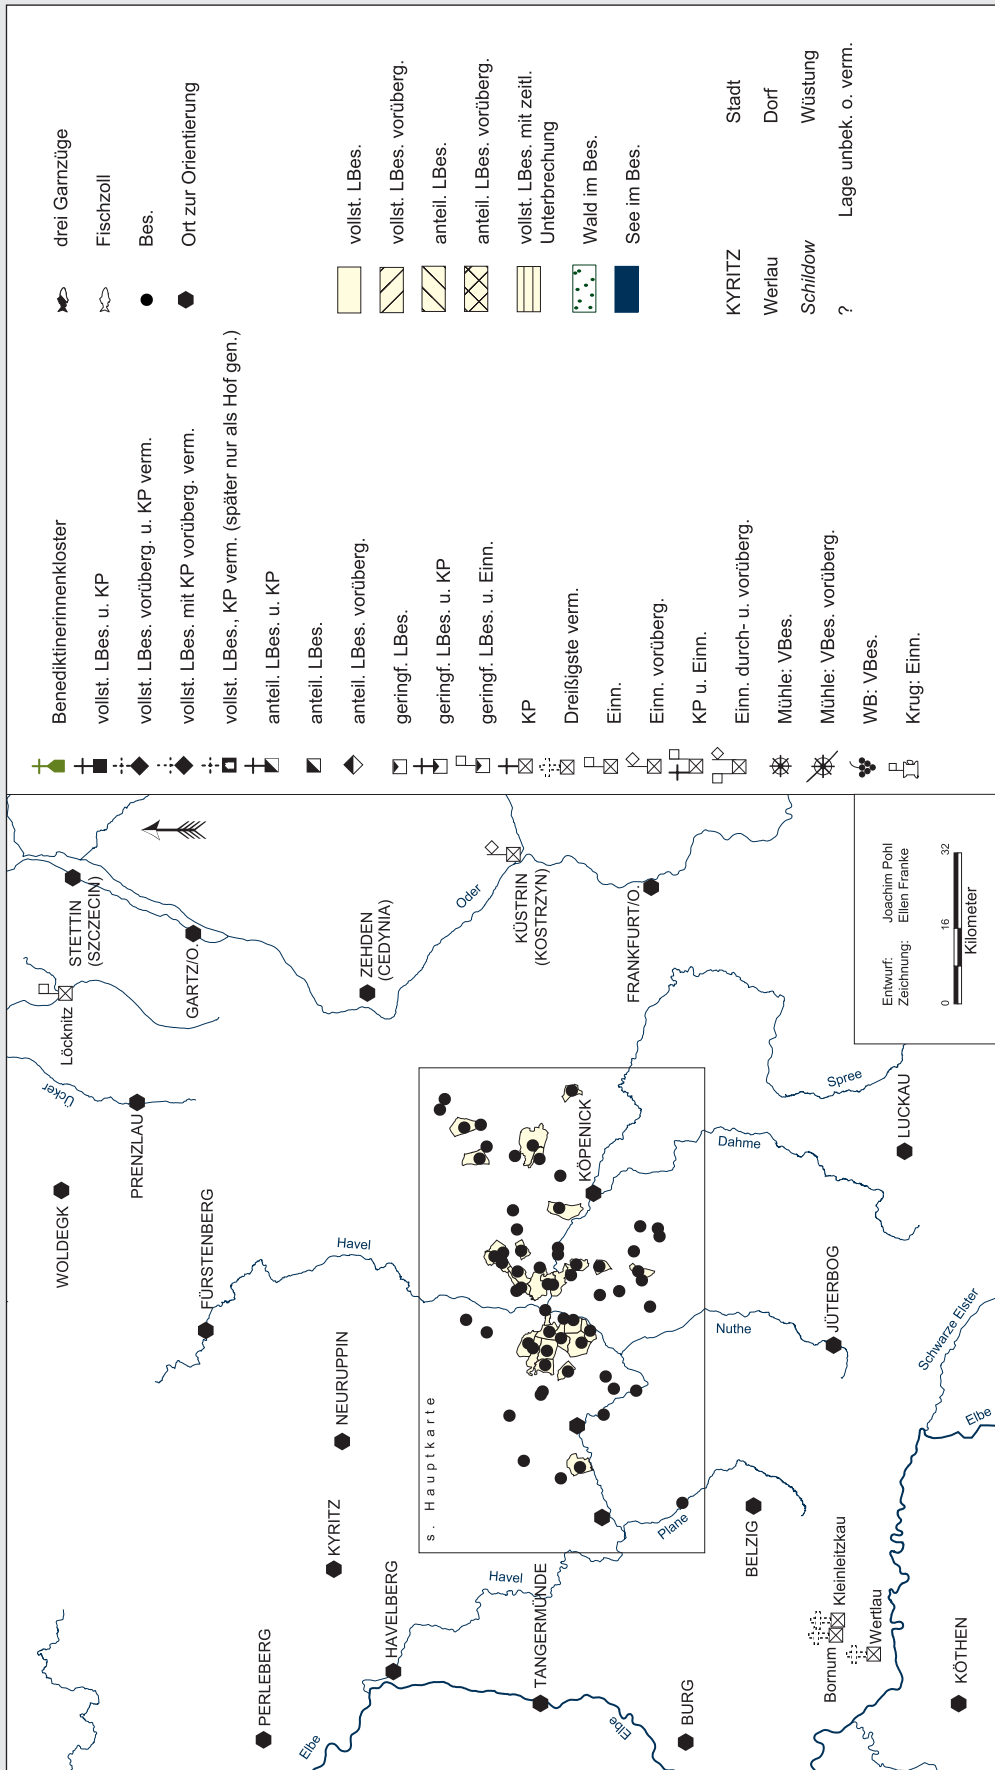 Benediktinerinnenkloster
vollst. LBes. u. KP
vollst. LBes. vorüberg. u. KP verm.
vollst. LBes. mit KP vorüberg. verm.
vollst. LBes., KP verm. (später nur als Hof gen.)
anteil. LBes. u. KP
anteil. LBes.
anteil. LBes. vorüberg.
geringf. LBes.
geringf. LBes. u. KP
geringf. LBes. u. Einn.
KP
Dreißigste verm.
Einn.
Einn. vorüberg.
KP u. Einn.
Einn. durch- u. vorüberg.
Mühle: VBes.
Mühle: VBes. vorüberg.
WB: VBes.
Krug: Einn.
drei Garnzüge
Fischzoll
Bes.
Ort zur Orientierung
vollst. LBes.
vollst. LBes. vorüberg.
anteil. LBes.
anteil. LBes. vorüberg.
vollst. LBes. mit zeitl.
Unterbrechung
Wald im Bes.
See im Bes.
KYRITZ Stadt
Werlau Dorf
Schildow Wüstung
? Lage unbek. o. verm.
STETTIN
(SZCZECIN)
Löcknitz
GARTZ/O.
Ücker
PRENZLAU
WOLDEGK
FÜRSTENBERG
ZEHDEN
(CEDYNIA)
Oder
KÜSTRIN
(KOSTRZYN)
FRANKFURT/O.
Havel
NEURUPPIN
KYRITZ
PERLEBERG
HAVELBERG
Elbe
s. Hauptkarte
KÖPENICK
Havel
TANGERMÜNDE
Elbe
BURG
Plane
BELZIG
Nuthe
JÜTERBOG
Dahme
Spree
LUCKAU
Schwarze Elster
Elbe
Kleinleitzkau
Bornum
Wertlau
KÖTHEN
Entwurf: Joachim Pohl
Zeichnung: Ellen Franke
0 16 32
Kilometer